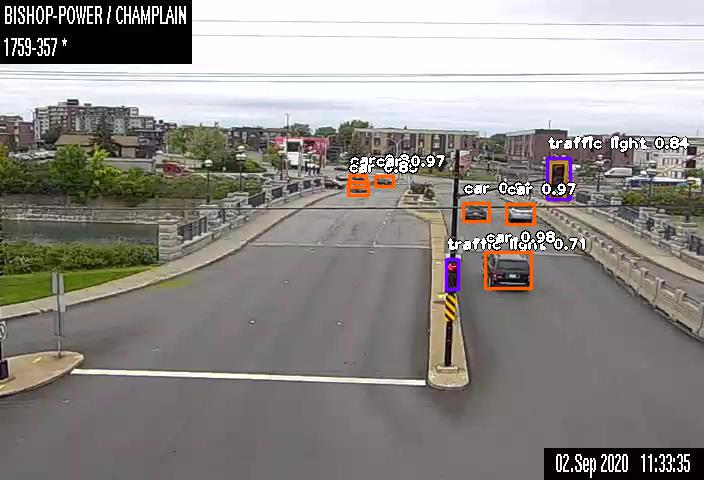 BISHOP-POWER / CHAMPLAIN
1759-357 *
traffic light 0.84
car 0.97
car 0.98
traffic light 0.71
02.Sep 2020 11:33:35